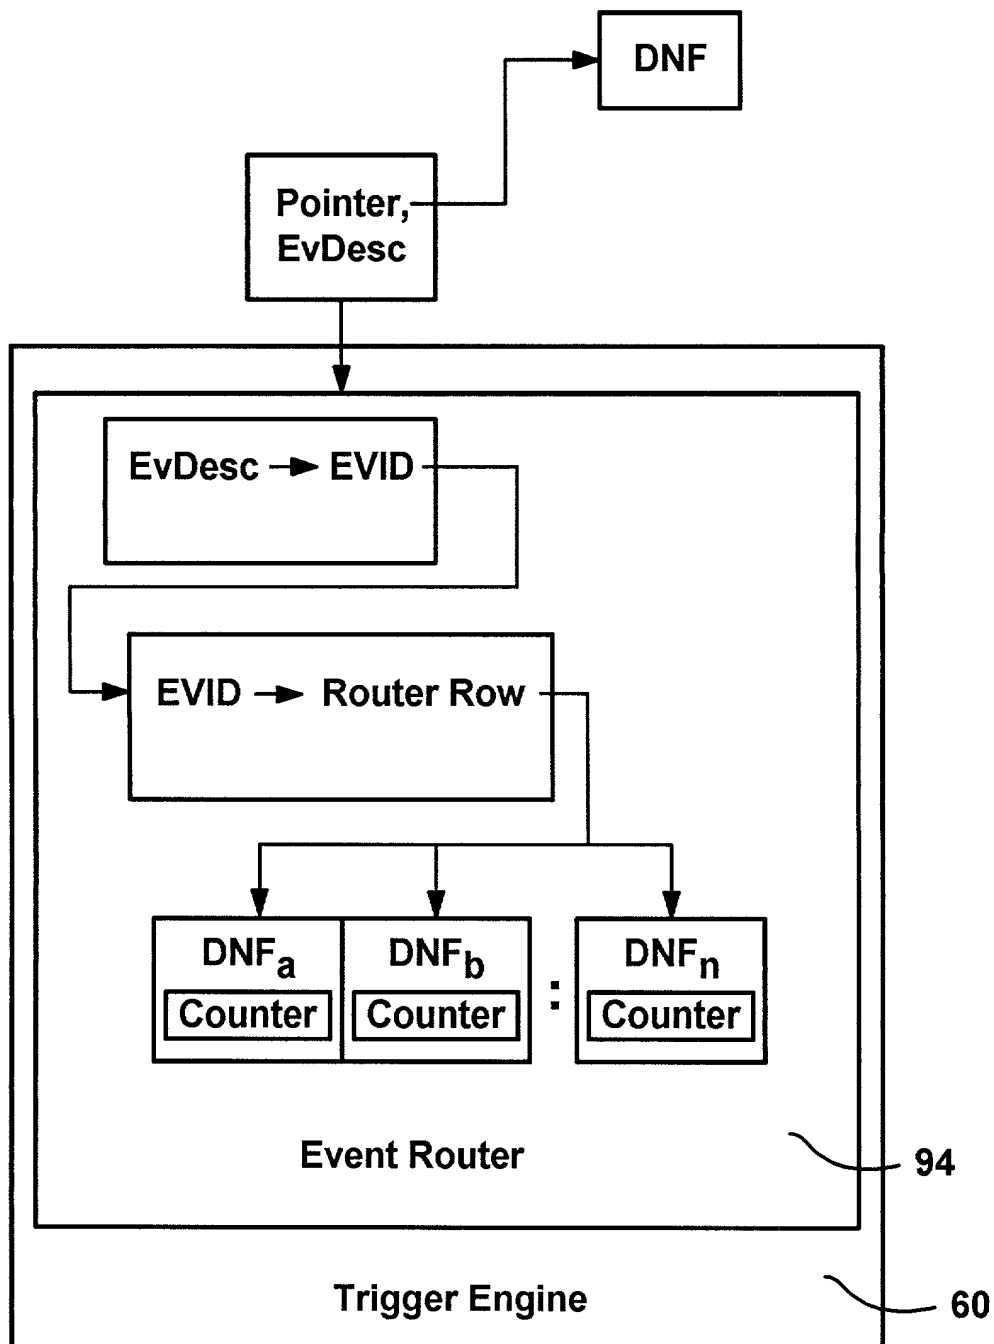 DNF
Pointer,
EvDesc
EvDesc → EVID
EVID → Router Row
DNFa DNFb : DNFn
Counter Counter Counter
Event Router
94
Trigger Engine
60